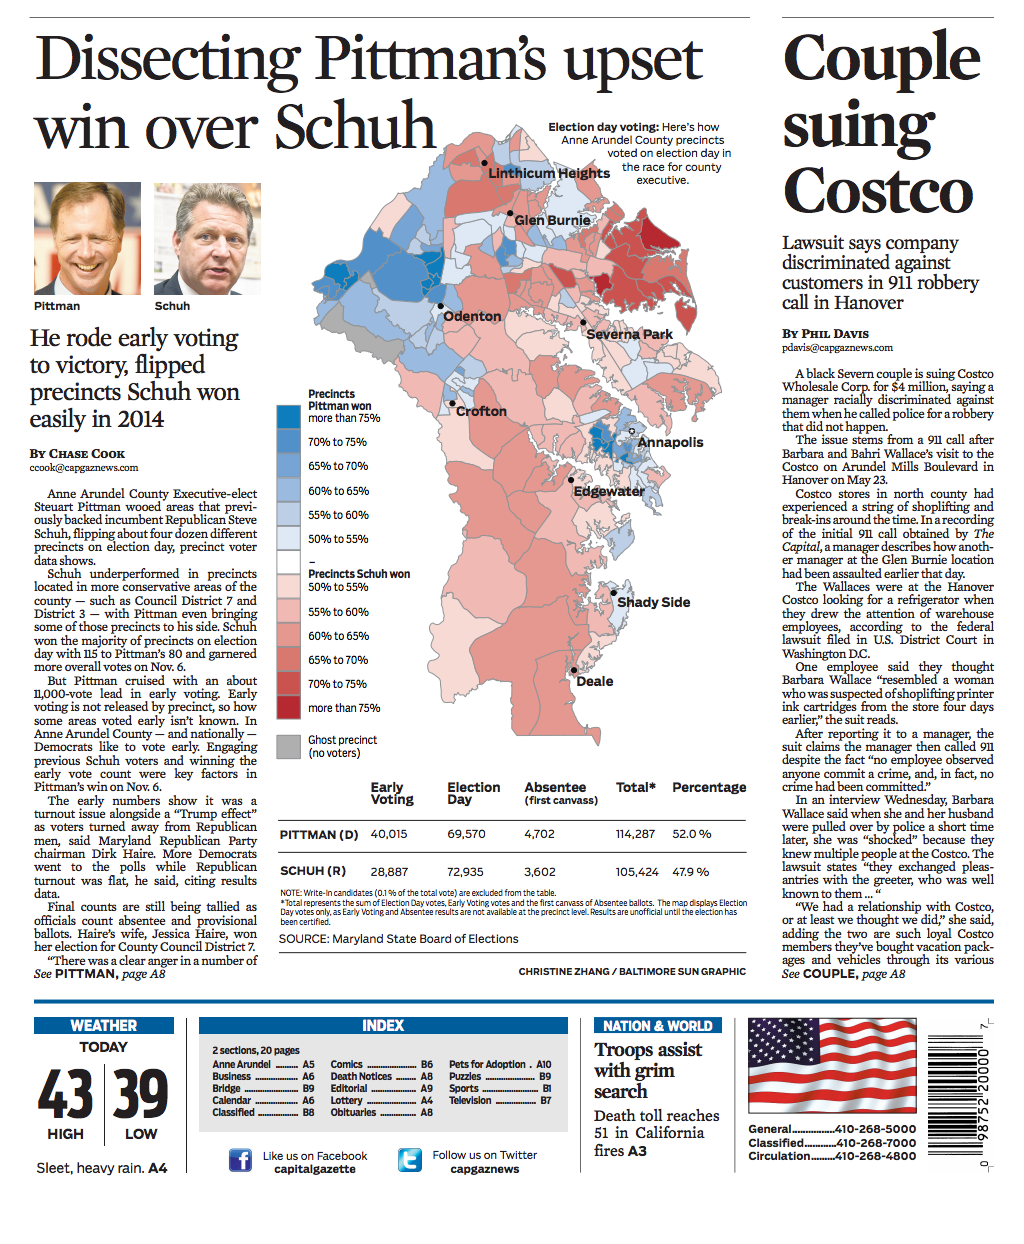 Dissecting Pittman's upset
win over Schuh
Pittman
Schuh
He rode early voting
to victory, flipped
precincts Schuh won
easily in 2014
BY CHASE COOK
ccook@capgaznews.com
Anne Arundel County Executive-elect
Steuart Pittman wooed areas that previ-
ously backed incumbent Republican Steve
Schuh, flipping about four dozen different
precincts on election day, precinct voter
data shows.
Schuh underperformed in precincts
located in more conservative areas of the
county — such as Council District 7 and
District 3 — with Pittman even bringing
some of those precincts to his side. Schuh
won the majority of precincts on election
day with 115 to Pittman's 80 and garnered
more overall votes on Nov. 6.
But Pittman cruised with an about
11,000-vote lead in early voting. Early
voting is not released by precinct, so how
some areas voted early isn't known. In
Anne Arundel County — and nationally —
Democrats like to vote early. Engaging
previous Schuh voters and winning the
early vote count were key factors in
Pittman's win on Nov. 6.
The early numbers show it was a
turnout issue alongside a "Trump effect"
as voters turned away from Republican
men, said Maryland Republican Party
chairman Dirk Haire. More Democrats
went to the polls while Republican
turnout was flat, he said, citing results
data.
Final counts are still being tallied as
officials count absentee and provisional
ballots. Haire's wife, Jessica Haire, won
her election for County Council District 7.
"There was a clear anger in a number of
See PITTMAN, page A8
Election day voting: Here's how
Anne Arundel County precincts
voted on election day in
the race for county
executive.
Linthicum Heights
Glen Burnie
Odenton
Severna Park
Crofton
Annapolis
Edgewater
Shady Side
Deale
Precincts
Pittman won
more than 75%
70% to 75%
65% to 70%
60% to 65%
55% to 60%
50% to 55%
–
Precincts Schuh won
50% to 55%
55% to 60%
60% to 65%
65% to 70%
70% to 75%
more than 75%
Ghost precinct
(no voters)
Early Voting Election Day Absentee (first canvass) Total* Percentage
PITTMAN (D) 40,015 69,570 4,702 114,287 52.0 %
SCHUH (R) 28,887 72,935 3,602 105,424 47.9 %
NOTE: Write-in candidates (0.1 % of the total vote) are excluded from the table.
*Total represents the sum of Election Day votes, Early Voting votes and the first canvass of Absentee ballots. The map displays Election
Day votes only, as Early Voting and Absentee results are not available at the precinct level. Results are unofficial until the election has
been certified.
SOURCE: Maryland State Board of Elections
CHRISTINE ZHANG / BALTIMORE SUN GRAPHIC
Couple
suing
Costco
Lawsuit says company
discriminated against
customers in 911 robbery
call in Hanover
BY PHIL DAVIS
pdavis@capgaznews.com
A black Severn couple is suing Costco
Wholesale Corp. for $4 million, saying a
manager racially discriminated against
them when he called police for a robbery
that did not happen.
The issue stems from a 911 call after
Barbara and Bahri Wallace's visit to the
Costco on Arundel Mills Boulevard in
Hanover on May 23.
Costco stores in north county had
experienced a string of shoplifting and
break-ins around the time. In a recording
of the initial 911 call obtained by The
Capital, a manager describes how anoth-
er manager at the Glen Burnie location
had been assaulted earlier that day.
The Wallaces were at the Hanover
Costco looking for a refrigerator when
they drew the attention of warehouse
employees, according to the federal
lawsuit filed in U.S. District Court in
Washington D.C.
One employee said they thought
Barbara Wallace "resembled a woman
who was suspected of shoplifting printer
ink cartridges from the store four days
earlier," the suit reads.
After reporting it to a manager, the
suit claims the manager then called 911
despite the fact "no employee observed
anyone commit a crime, and, in fact, no
crime had been committed."
In an interview Wednesday, Barbara
Wallace said when she and her husband
were pulled over by police a short time
later, she was "shocked" because they
knew multiple people at the Costco. The
lawsuit states "they exchanged pleas-
antries with the greeter, who was well
known to them ... "
"We had a relationship with Costco,
or at least we thought we did," she said,
adding the two are such loyal Costco
members they've bought vacation pack-
ages and vehicles through its various
See COUPLE, page A8
WEATHER
TODAY
43 39
HIGH LOW
Sleet, heavy rain. A4
INDEX
2 sections, 20 pages
Anne Arundel ......... A5
Business ................. A6
Bridge ..................... B9
Calendar ................. A6
Classified ................ B8
Comics ................... B6
Death Notices ........ A8
Editorial .................. A9
Lottery .................... A4
Obituaries ............... A8
Pets for Adoption . A10
Puzzles ................... B9
Sports ..................... B1
Television ............... B7
Like us on Facebook
capitalgazette
Follow us on Twitter
capgaznews
NATION & WORLD
Troops assist
with grim
search
Death toll reaches
51 in California
fires A3
General................410-268-5000
Classified............410-268-7000
Circulation.........410-268-4800
0 98752 20000 7